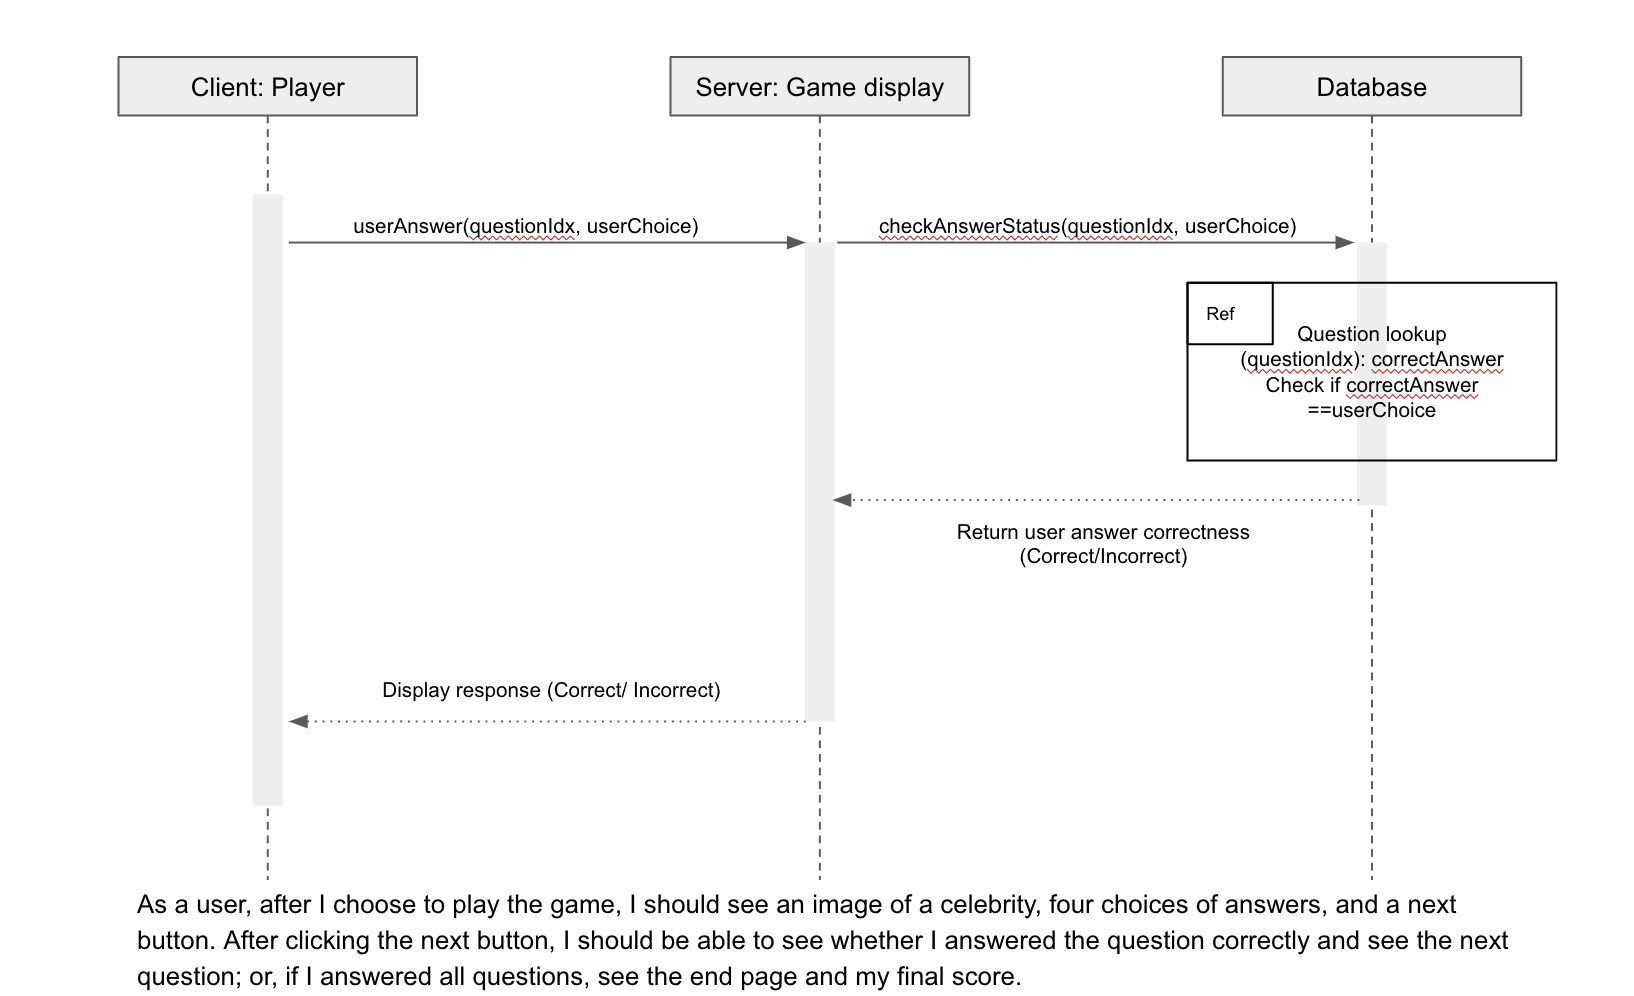 Client: Player
Server: Game display
Database
userAnswer(questionIdx, userChoice)
checkAnswerStatus(questionIdx, userChoice)
Ref
Question lookup
(questionIdx): correctAnswer
Check if correctAnswer
==userChoice
Return user answer correctness
(Correct/Incorrect)
Display response (Correct/ Incorrect)
As a user, after I choose to play the game, I should see an image of a celebrity, four choices of answers, and a next
button. After clicking the next button, I should be able to see whether I answered the question correctly and see the next
question; or, if I answered all questions, see the end page and my final score.